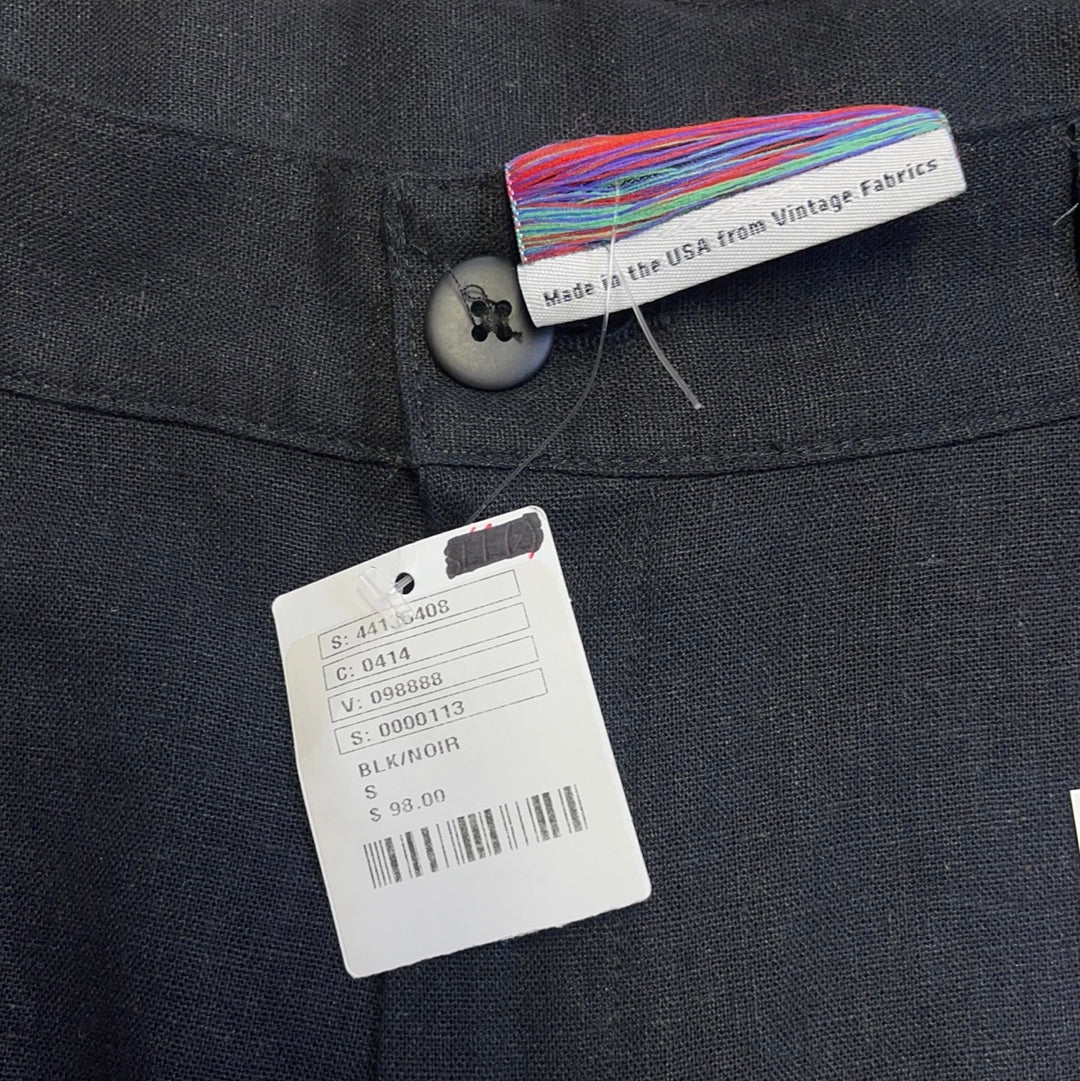 Made in the USA from Vintage Fabrics
C: 0414
V: 098888
S: 0000113
BLK/NOIR
S
$ 98.00